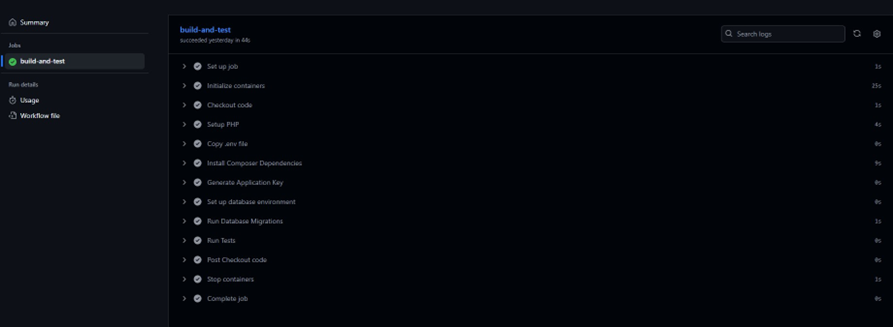 Summary
Jobs
build-and-test
Run details
Usage
Workflow file
build-and-test
succeeded yesterday in 44s
Search logs
Set up job 1s
Initialize containers 25s
Checkout code 1s
Setup PHP 4s
Copy .env file 0s
Install Composer Dependencies 9s
Generate Application Key 0s
Set up database environment 0s
Run Database Migrations 1s
Run Tests 0s
Post Checkout code 0s
Stop containers 1s
Complete job 0s